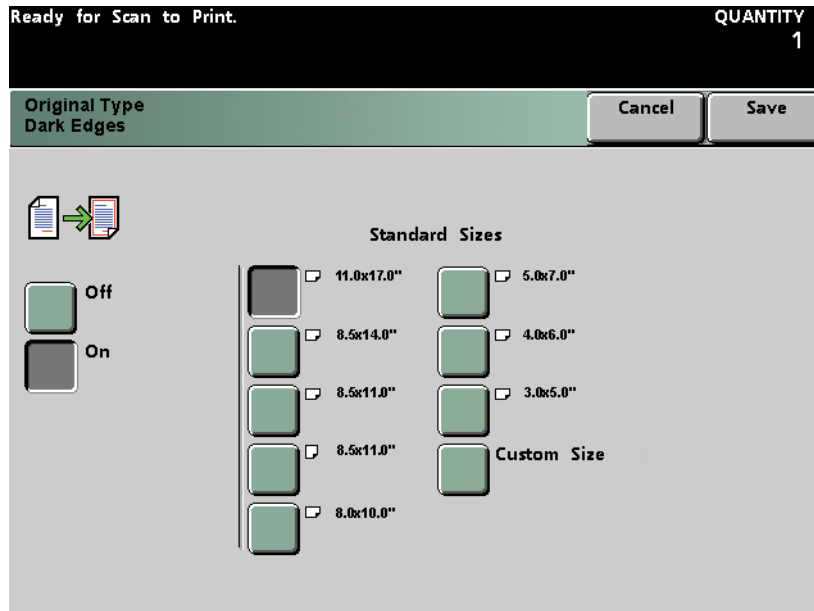 Ready for Scan to Print.
QUANTITY
1
Original Type
Dark Edges
Cancel
Save
Standard Sizes
Off
On
11.0x17.0"
8.5x14.0"
8.5x11.0"
8.5x11.0"
8.0x10.0"
5.0x7.0"
4.0x6.0"
3.0x5.0"
Custom Size